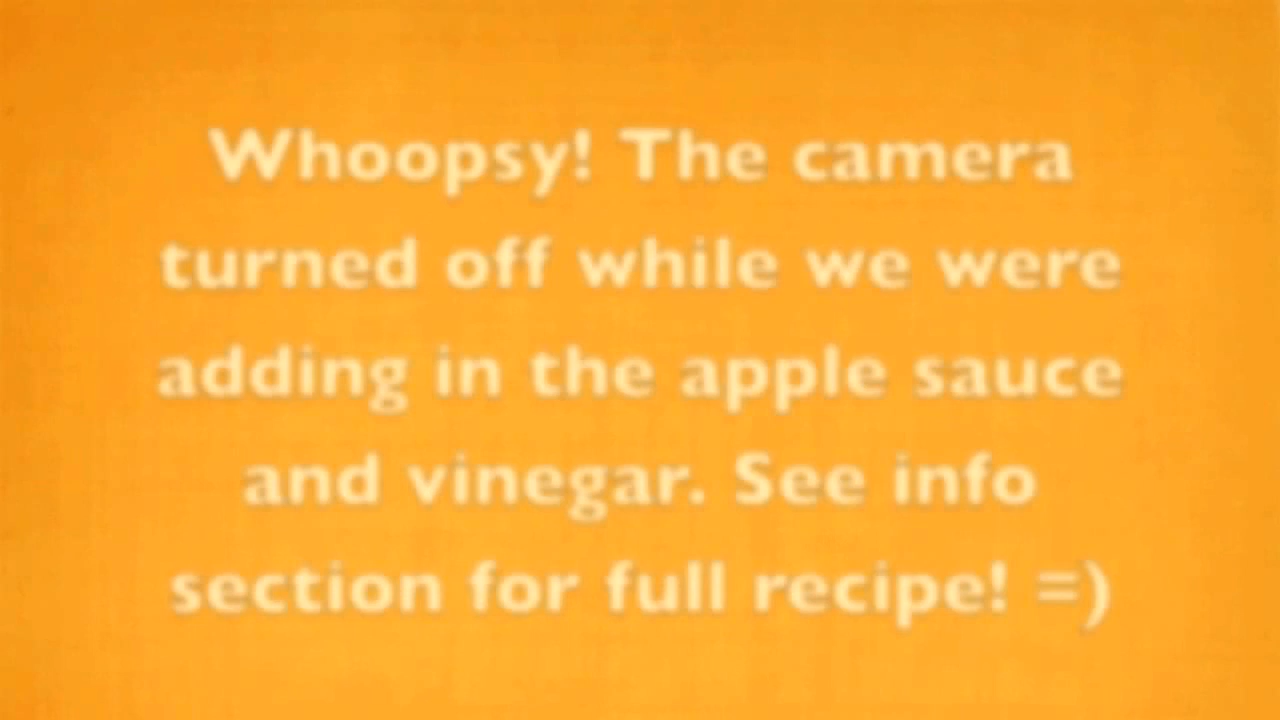 Whoopsy! The camera
turned off while we were
adding in the apple sauce
and vinegar. See info
section for full recipe! =)